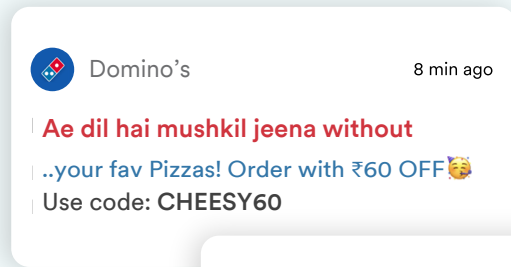 Domino's
8 min ago
Ae dil hai mushkil jeena without
..your fav Pizzas! Order with ₹60 OFF🥳
Use code: CHEESY60